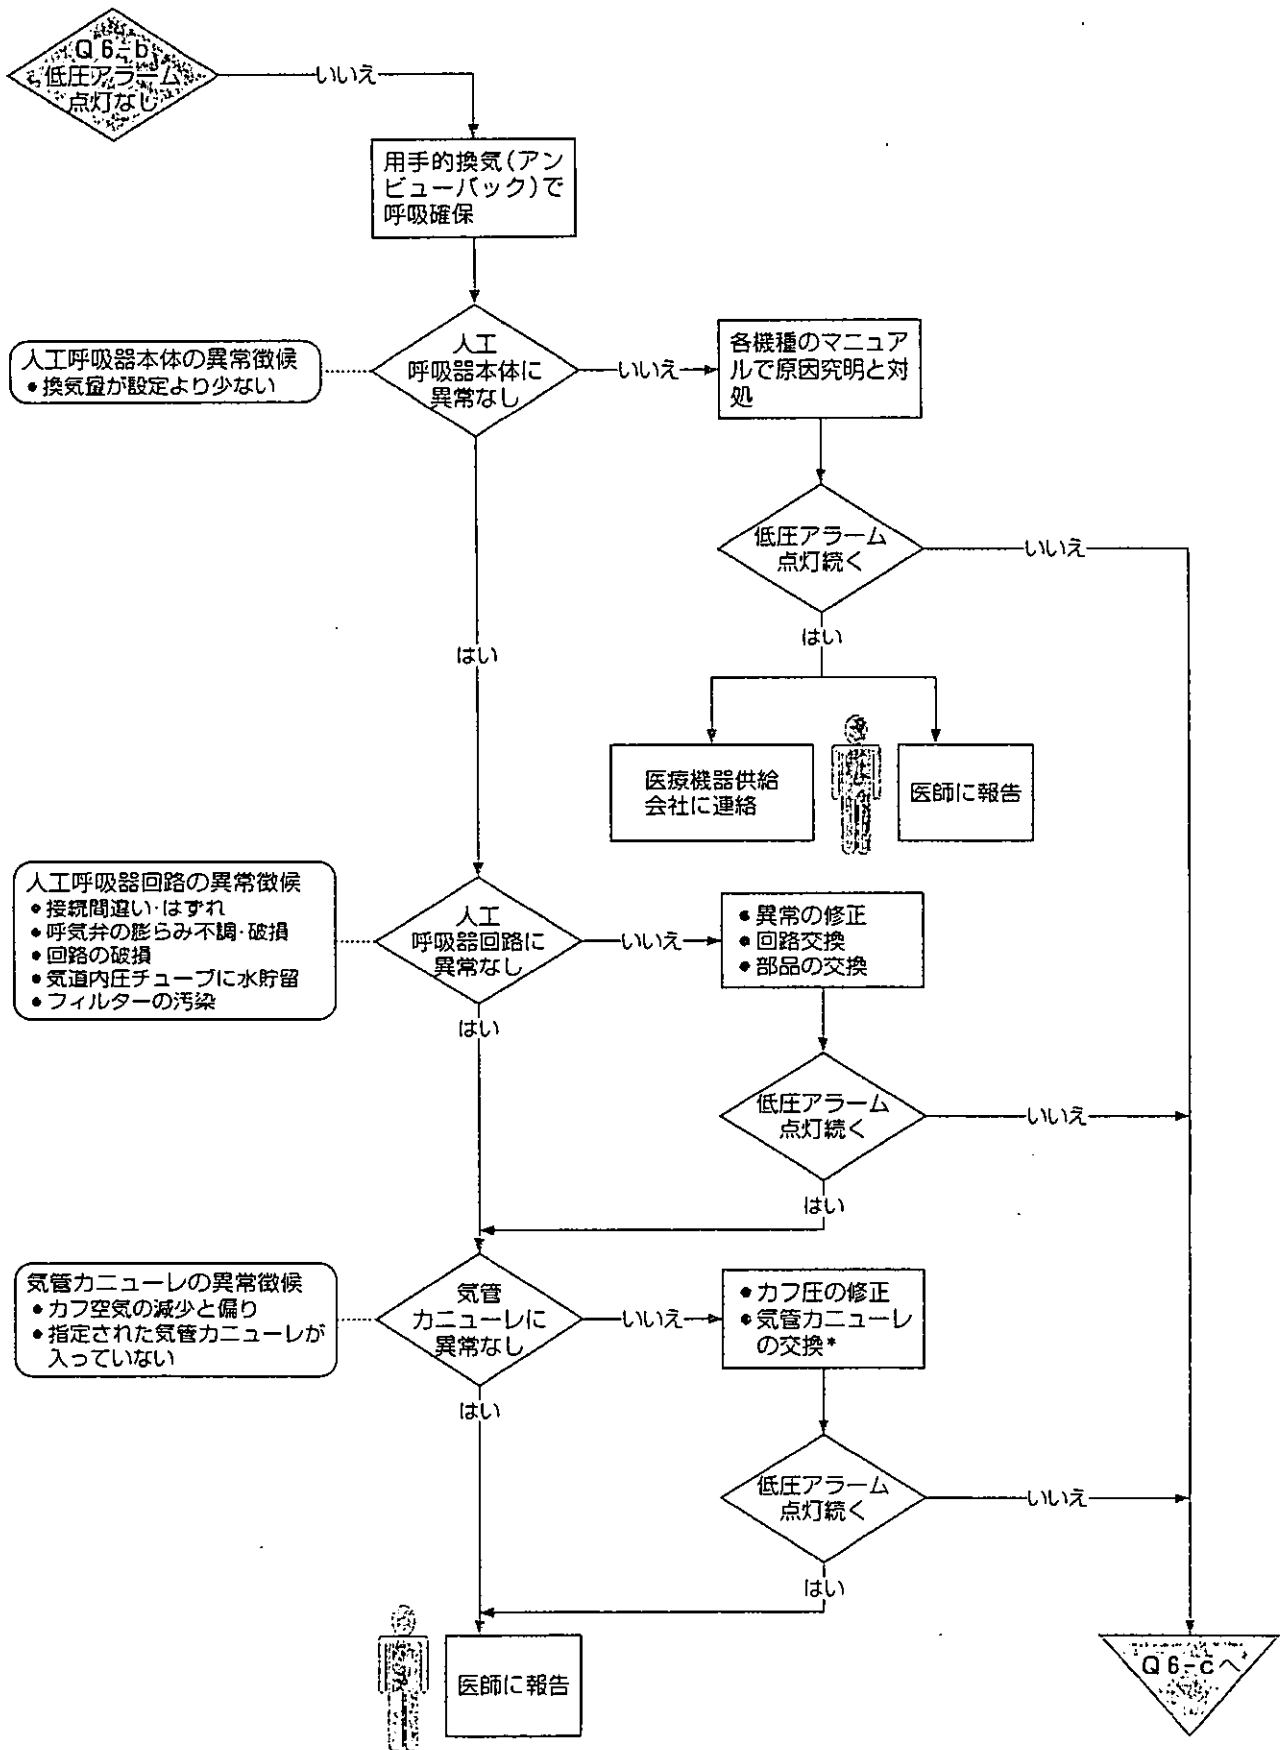 Q6-b
低圧アラーム
点灯なし
いいえ
用手的換気(アン
ビューバック)で
呼吸確保
人工呼吸器本体の異常徴候
• 換気量が設定より少ない
人工
呼吸器本体に
異常なし
いいえ
各機種のマニュア
ルで原因究明と対
処
低圧アラーム
点灯続く
いいえ
はい
はい
医療機器供給
会社に連絡
医師に報告
人工呼吸器回路の異常徴候
• 接続間違い・はずれ
• 呼気弁の膨らみ不調・破損
• 回路の破損
• 気道内圧チューブに水貯留
• フィルターの汚染
人工
呼吸器回路に
異常なし
いいえ
• 異常の修正
• 回路交換
• 部品の交換
はい
低圧アラーム
点灯続く
いいえ
はい
気管カニューレの異常徴候
• カフ空気の減少と偏り
• 指定された気管カニューレが
入っていない
気管
カニューレに
異常なし
いいえ
• カフ圧の修正
• 気管カニューレ
の交換*
はい
低圧アラーム
点灯続く
いいえ
はい
医師に報告
Q6-cへ